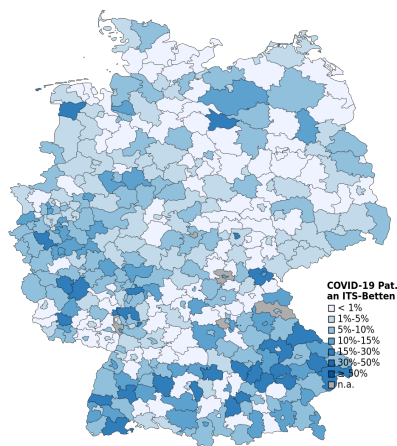 COVID-19 Pat.
an ITS-Betten
< 1%
1%-5%
5%-10%
10%-15%
15%-30%
30%-50%
≥ 50%
n.a.